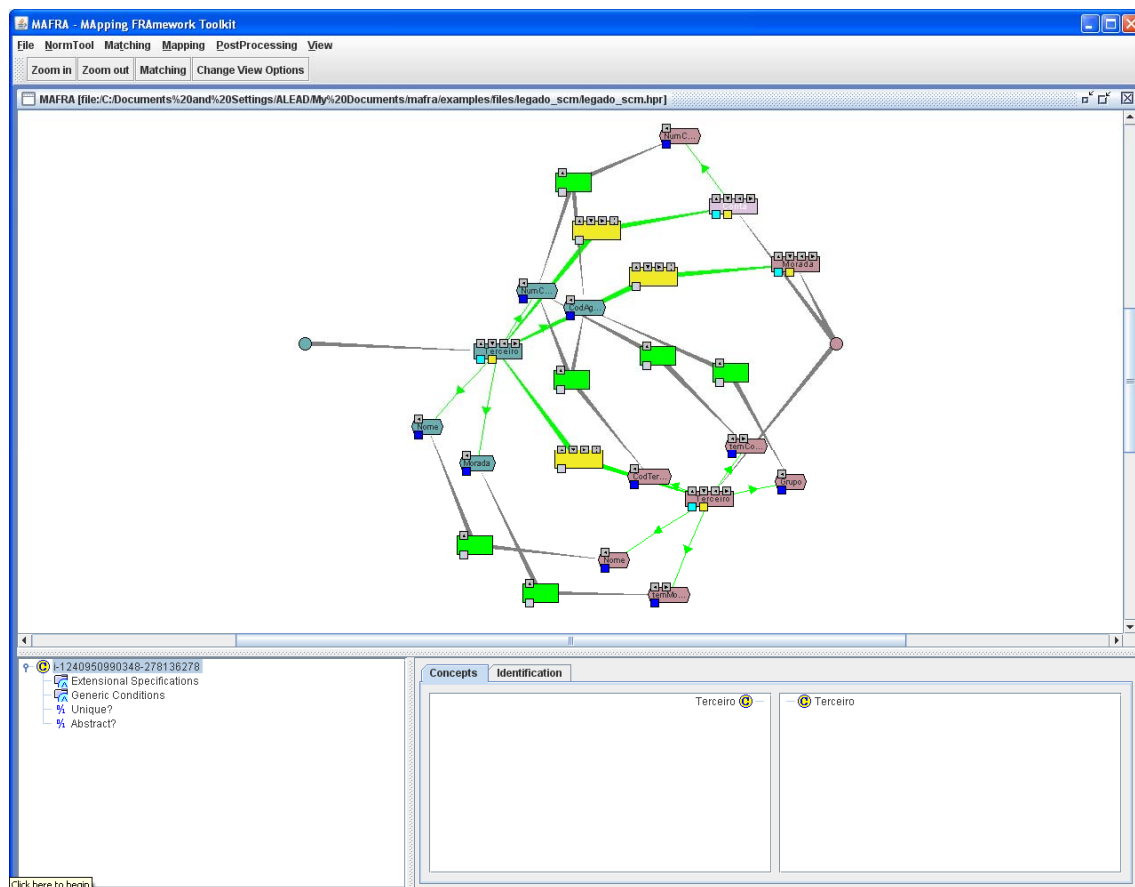 MAFRA - MApping FRAmework Toolkit
File NormTool Matching Mapping PostProcessing View
Zoom in Zoom out Matching Change View Options
MAFRA [file:/C:/Documents%20and%20Settings/ALEAD/My%20Documents/mafra/examples/files/legado_scm/legado_scm.hpr]
NumC...
Conta
Morada
NumC...
CodAg...
Terceiro
Nome
Morada
temCo...
CodTer...
Grupo
Terceiro
Nome
temMo...
I-1240950990348-278136278
Extensional Specifications
Generic Conditions
Unique?
Abstract?
Concepts Identification
Terceiro
Terceiro
Click here to begin